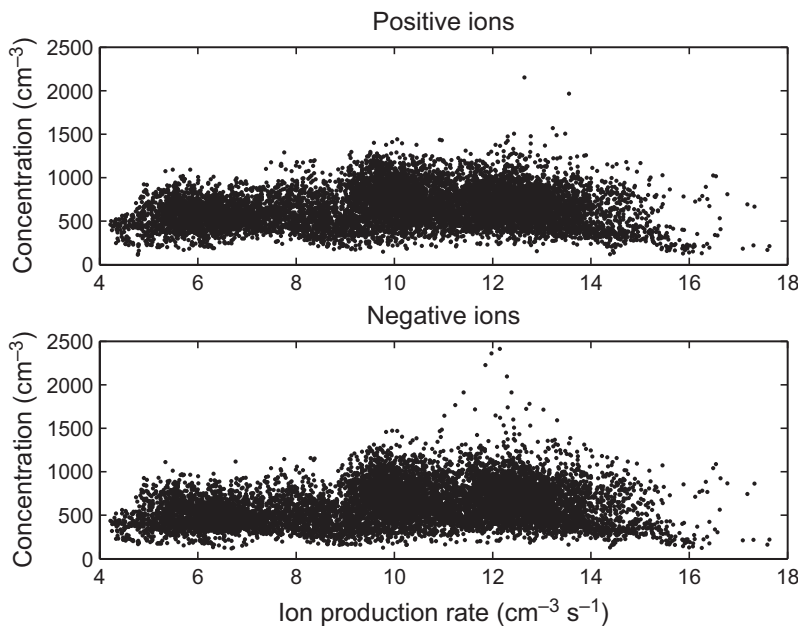 Positive ions
Concentration (cm⁻³)
2500
2000
1500
1000
500
0
4 6 8 10 12 14 16 18
Negative ions
Concentration (cm⁻³)
2500
2000
1500
1000
500
0
4 6 8 10 12 14 16 18
Ion production rate (cm⁻³ s⁻¹)